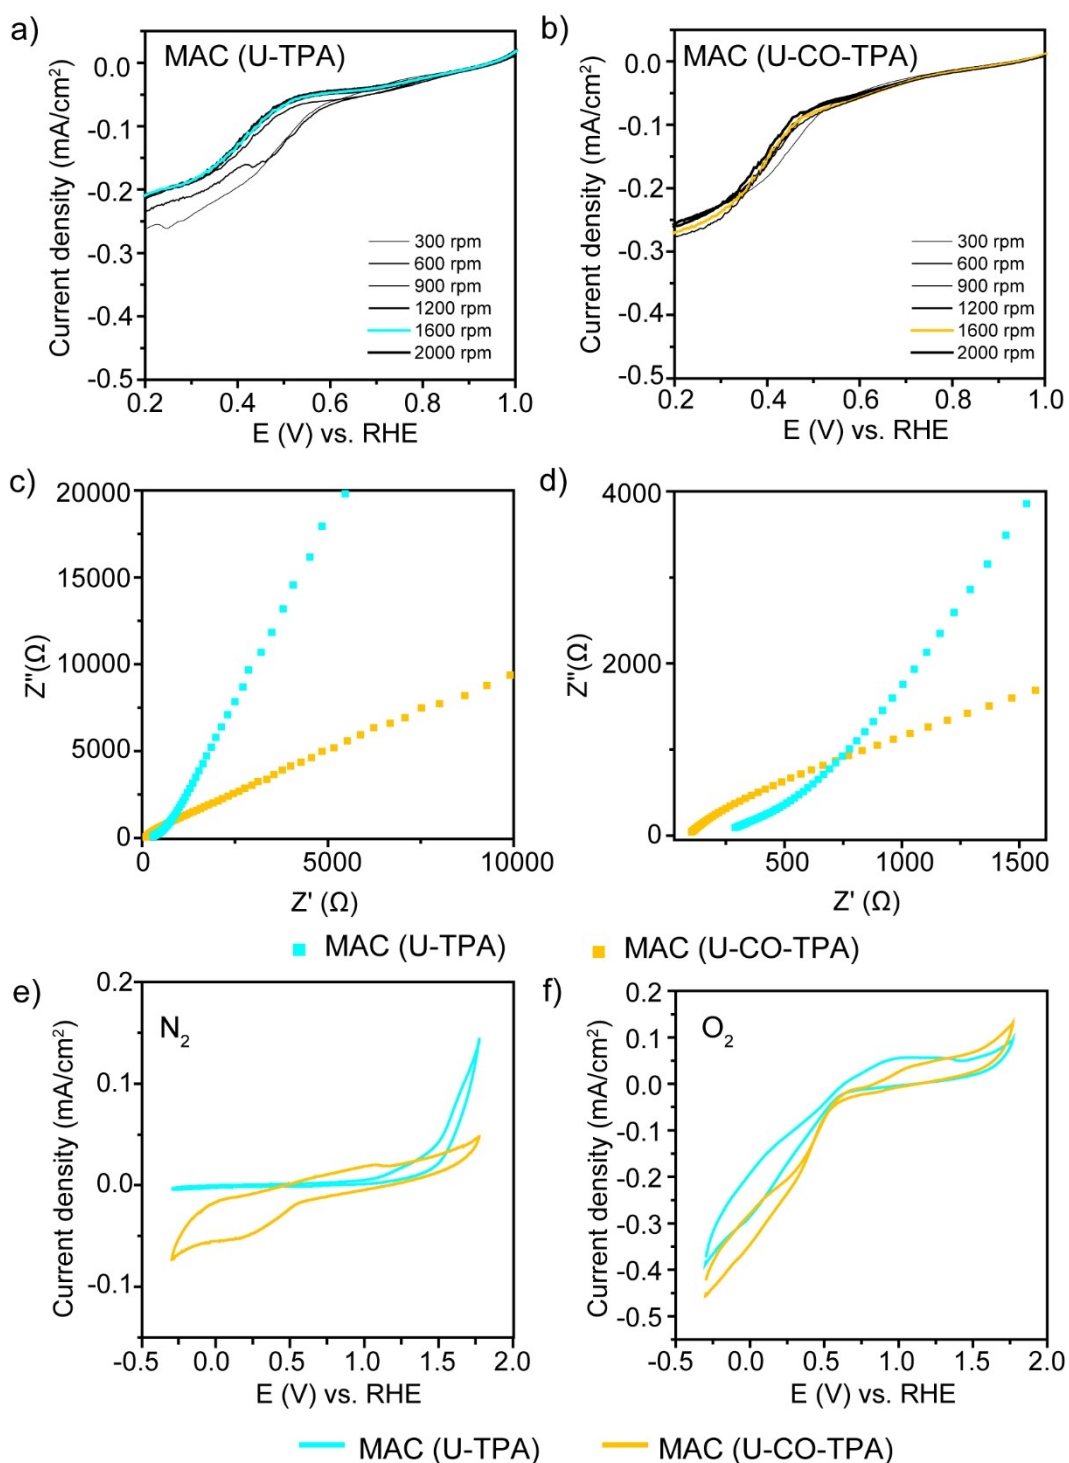 a)
MAC (U-TPA)
0.0
-0.1
-0.2
-0.3
-0.4
-0.5
Current density (mA/cm²)
300 rpm
600 rpm
900 rpm
1200 rpm
1600 rpm
2000 rpm
0.2 0.4 0.6 0.8 1.0
E (V) vs. RHE
b)
MAC (U-CO-TPA)
0.0
-0.1
-0.2
-0.3
-0.4
-0.5
Current density (mA/cm²)
300 rpm
600 rpm
900 rpm
1200 rpm
1600 rpm
2000 rpm
0.2 0.4 0.6 0.8 1.0
E (V) vs. RHE
c)
20000
15000
10000
5000
0
Z"(Ω)
0 5000 10000
Z' (Ω)
d)
4000
2000
0
Z"(Ω)
500 1000 1500
Z' (Ω)
MAC (U-TPA) MAC (U-CO-TPA)
e)
N₂
0.2
0.1
0.0
-0.1
Current density (mA/cm²)
-0.5 0.0 0.5 1.0 1.5 2.0
E (V) vs. RHE
f)
O₂
0.2
0.1
0.0
-0.1
-0.2
-0.3
-0.4
-0.5
Current density (mA/cm²)
-0.5 0.0 0.5 1.0 1.5 2.0
E (V) vs. RHE
MAC (U-TPA) MAC (U-CO-TPA)